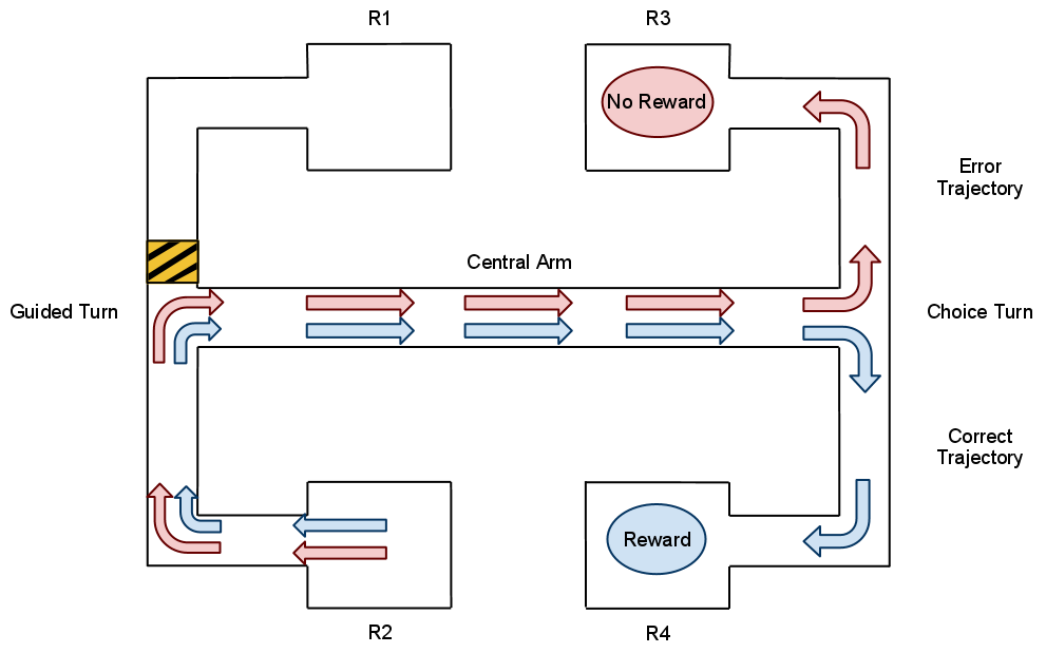 R1
R3
No Reward
Error
Trajectory
Central Arm
Guided Turn
Choice Turn
Correct
Trajectory
Reward
R2
R4